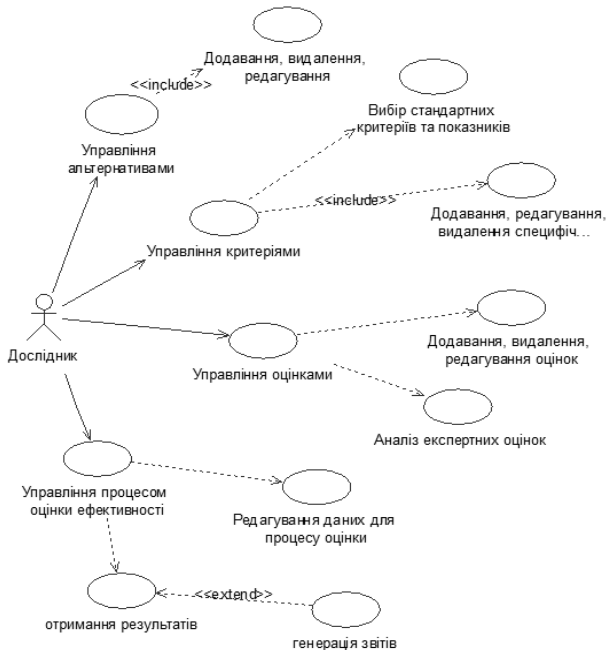 Додавання, видалення,
редагування
<<include>>
Вибір стандартних
критеріїв та показників
Управління
альтернативами
<<include>>
Додавання, редагування,
видалення специфіч...
Управління критеріями
Додавання, видалення,
редагування оцінок
Дослідник
Управління оцінками
Аналіз експертних оцінок
Управління процесом
оцінки ефективності
Редагування даних для
процесу оцінки
<<extend>>
отримання результатів
генерація звітів